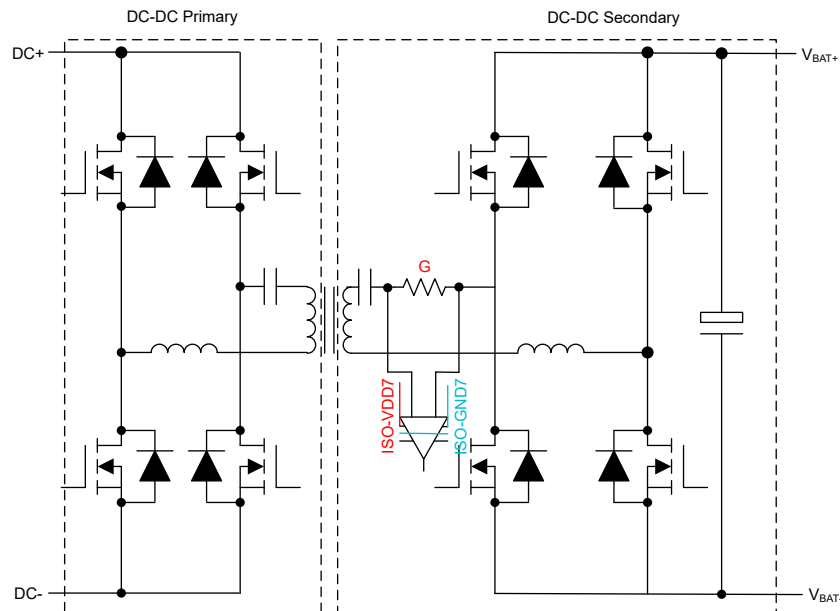 DC-DC Primary
DC-DC Secondary
DC+
VBAT+
G
ISO-VDD7
ISO-GND7
DC-
VBAT-